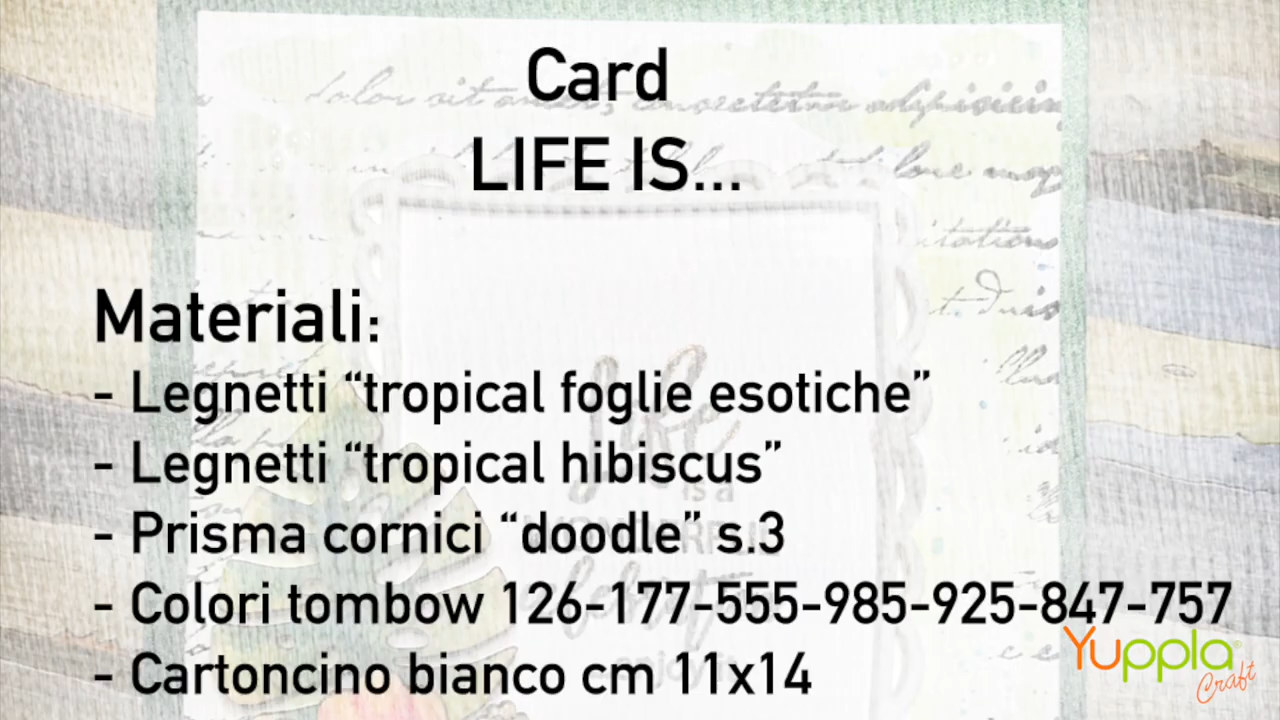 Card
LIFE IS...
Materiali:
- Legnetti “tropical foglie esotiche”
- Legnetti “tropical hibiscus”
- Prisma cornici “doodle” s.3
- Colori tombow 126-177-555-985-925-847-757
- Cartoncino bianco cm 11x14
Yuppla®
Craft